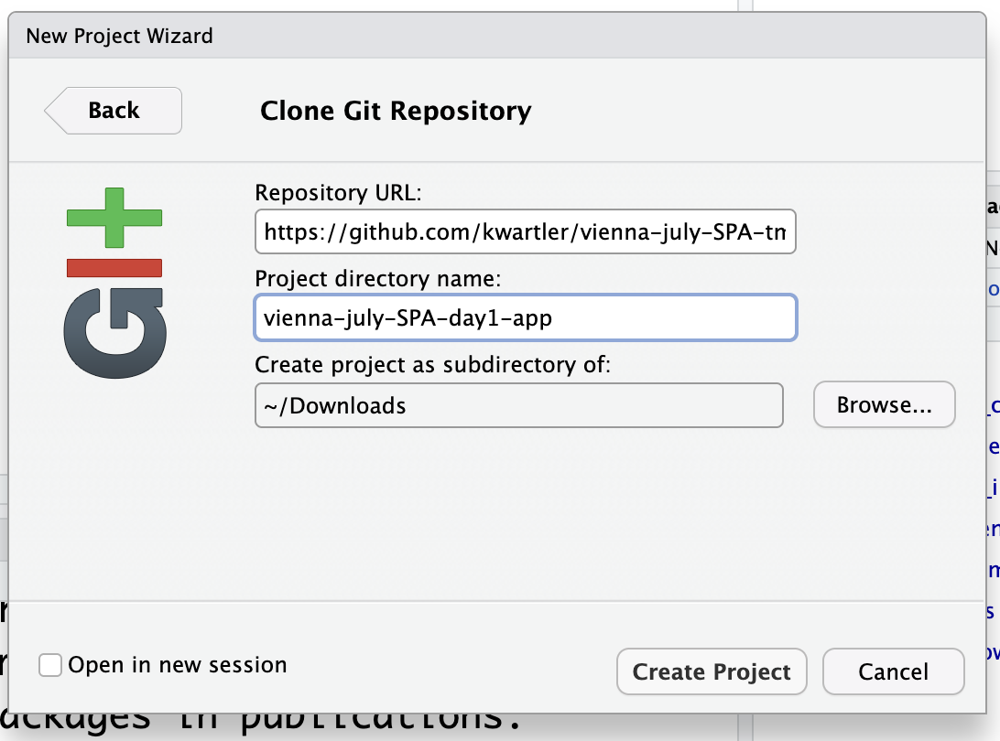 New Project Wizard
Back
Clone Git Repository
GIT
Repository URL:
https://github.com/kwartler/vienna-july-SPA-tm
Project directory name:
vienna-july-SPA-day1-app
Create project as subdirectory of:
~/Downloads
Browse...
Open in new session
Create Project
Cancel
ackages in publications.